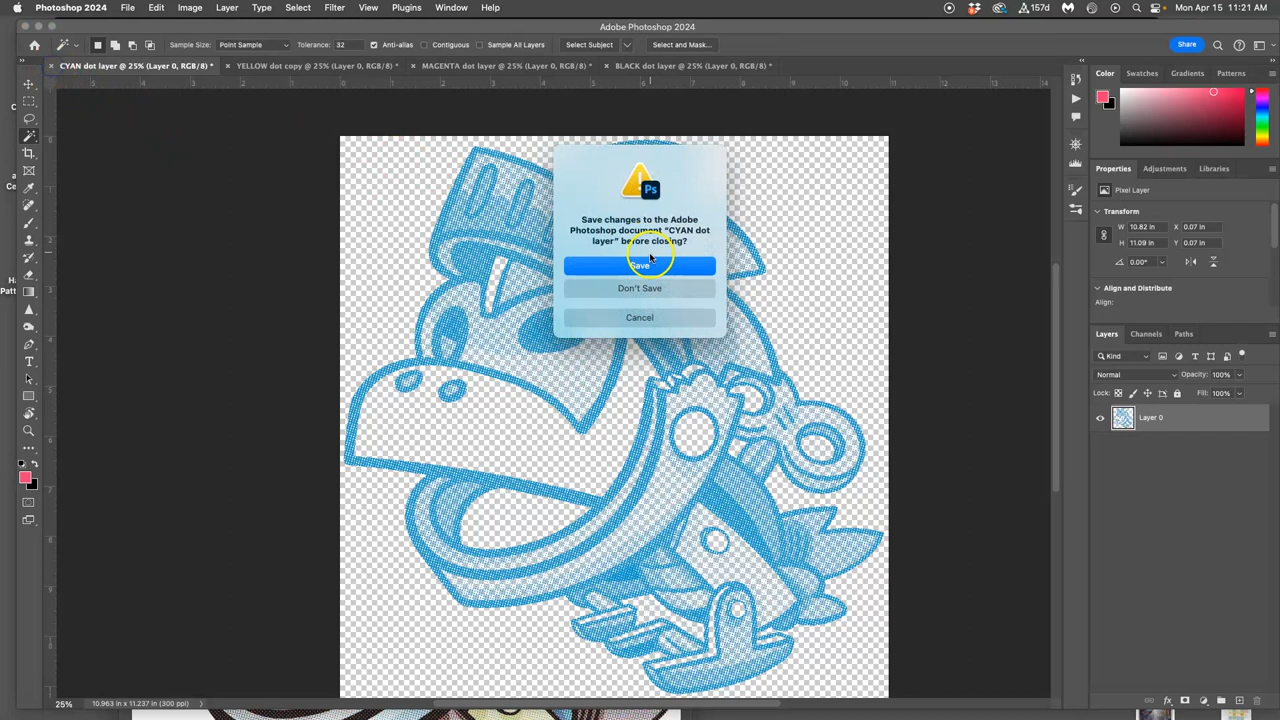 Photoshop 2024 File Edit Image Layer Type Select Filter View Plugins Window Help 157d Mon Apr 15 11:21 AM
Adobe Photoshop 2024
Sample Size: Point Sample Tolerance: 32 Anti-alias Contiguous Sample All Layers Select Subject Select and Mask... Share
CYAN dot layer @ 25% (Layer 0, RGB/8) * YELLOW dot copy @ 25% (Layer 0, RGB/8) * MAGENTA dot layer @ 25% (Layer 0, RGB/8) * BLACK dot layer @ 25% (Layer 0, RGB/8) *
Color Swatches Gradients Patterns
Properties Adjustments Libraries
Pixel Layer
Transform
W 10.82 in X 0.07 in
H 11.09 in Y 0.07 in
0.00°
Align and Distribute
Align:
Layers Channels Paths
Kind
Normal Opacity: 100%
Lock: Fill: 100%
Layer 0
Save changes to the Adobe
Photoshop document “CYAN dot
layer” before closing?
Save
Don't Save
Cancel
25% 10.963 in x 11.237 in (300 ppi)